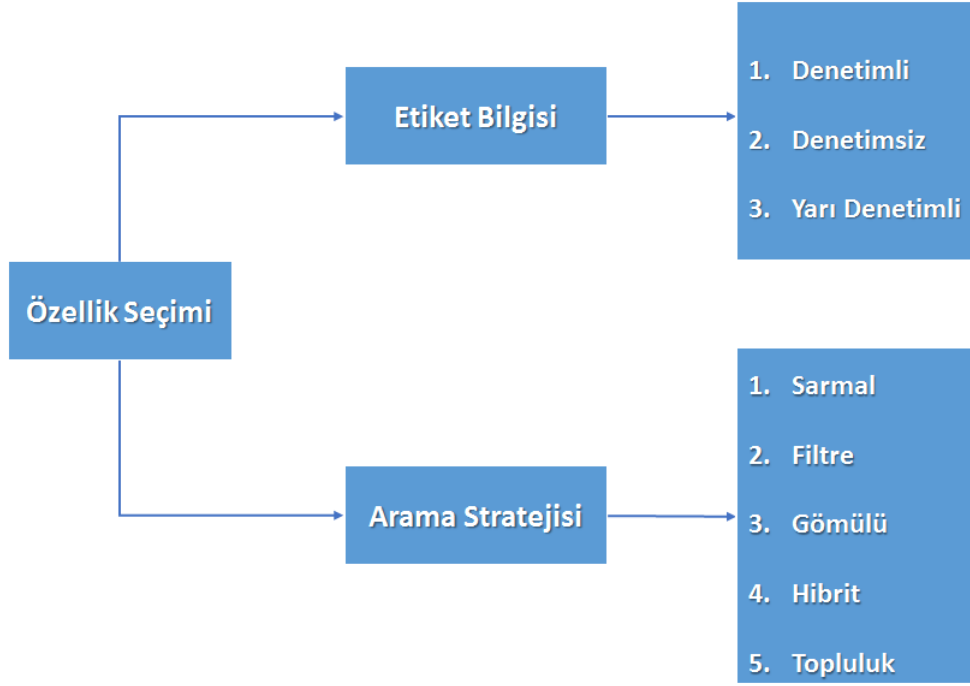 Özellik Seçimi
Etiket Bilgisi
1. Denetimli
2. Denetimsiz
3. Yarı Denetimli
Arama Stratejisi
1. Sarmal
2. Filtre
3. Gömülü
4. Hibrit
5. Topluluk